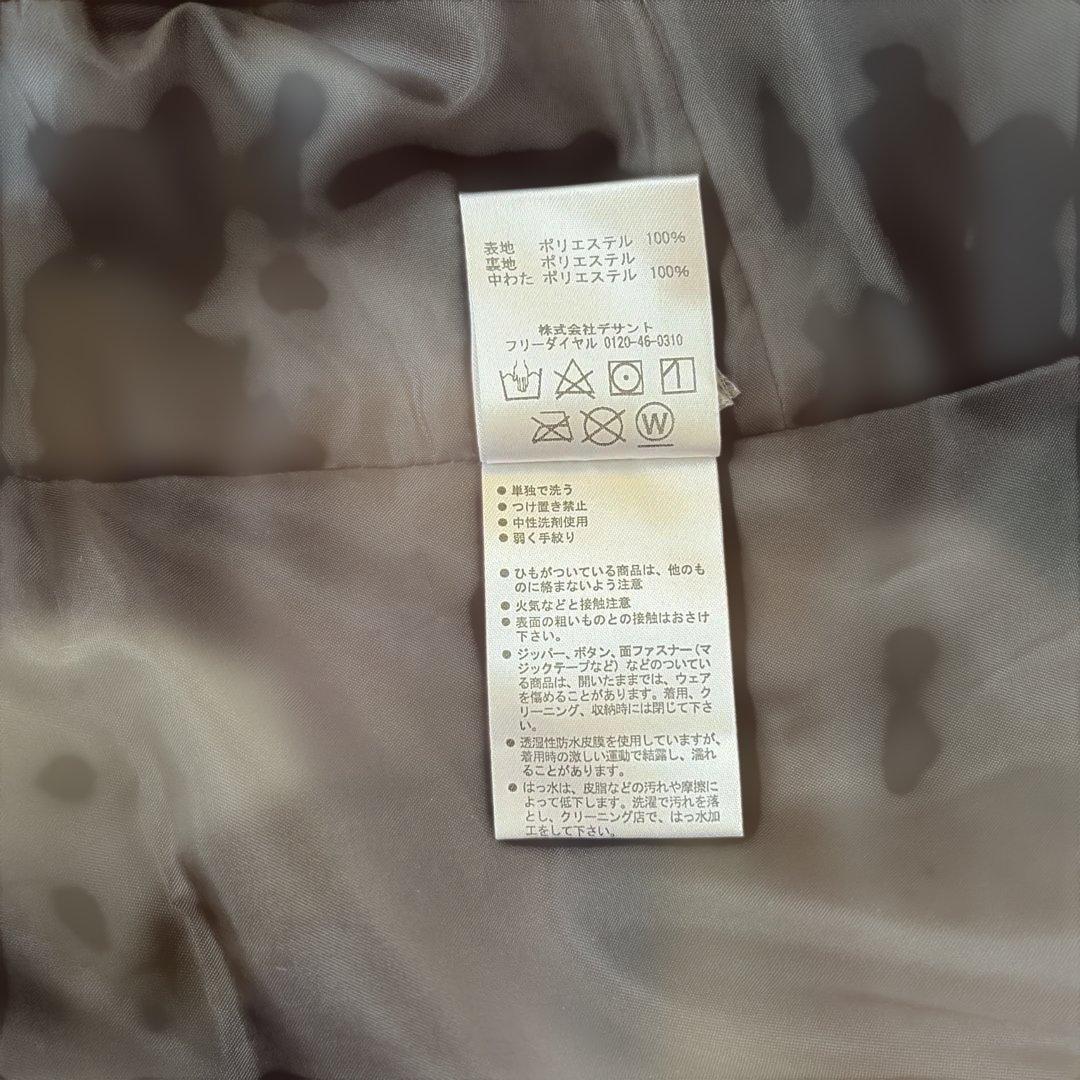 表地 ポリエステル 100%
裏地 ポリエステル
中わた ポリエステル 100%
株式会社デサント
フリーダイヤル 0120-46-0310
W
● 単独で洗う
● つけ置き禁止
● 中性洗剤使用
● 弱く手絞り
● ひもがついている商品は、他のも
のに絡まないよう注意
● 火気などと接触注意
● 表面の粗いものとの接触はおさけ
下さい。
● ジッパー、ボタン、面ファスナー(マ
ジックテープなど) などのついてい
る商品は、開いたままでは、ウェア
を傷めることがあります。着用、ク
リーニング、収納時には閉じて下さ
い。
● 透湿性防水皮膜を使用していますが、
着用時の激しい運動で結露し、濡れ
ることがあります。
● はっ水は、皮脂などの汚れや摩擦に
よって低下します。洗濯で汚れを落
とし、クリーニング店で、はっ水加
工をして下さい。